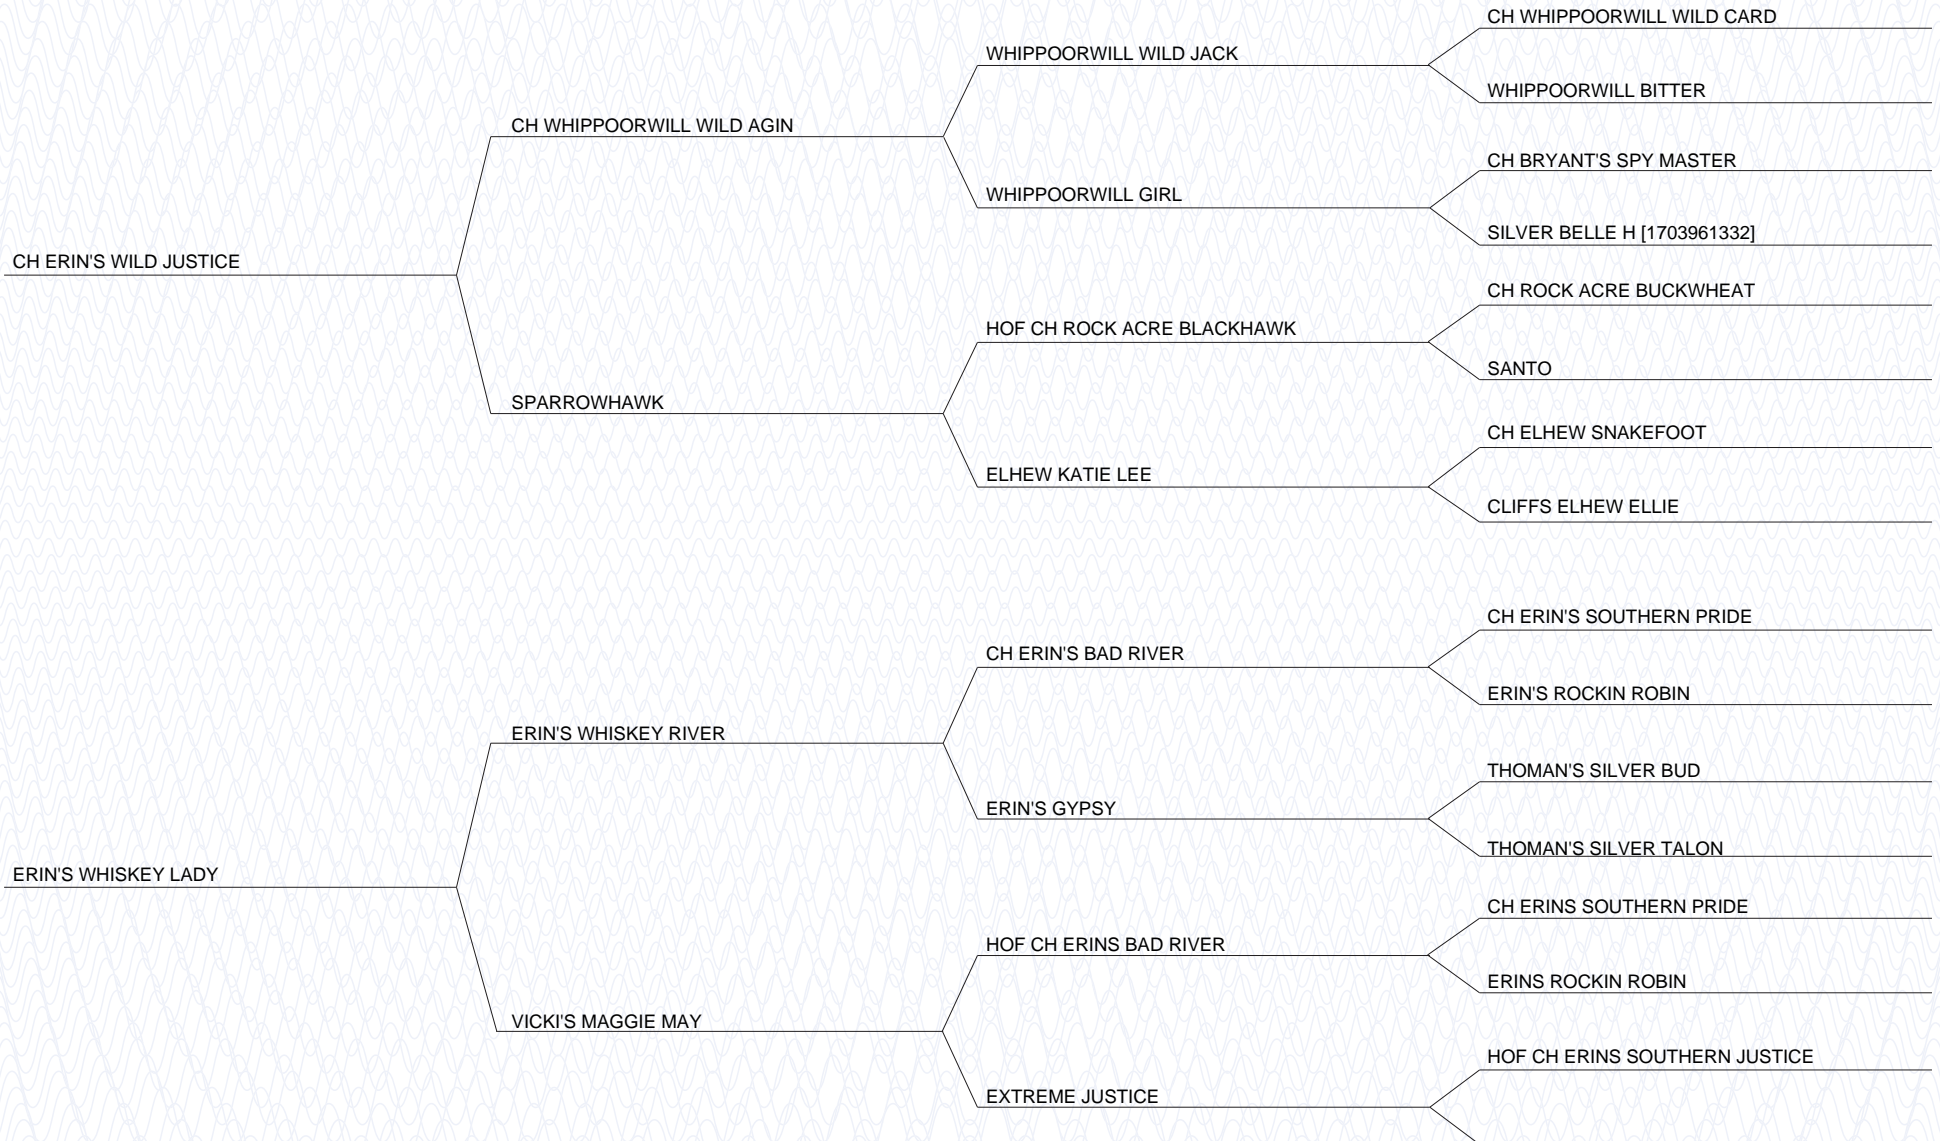 CH WHIPPOORWILL WILD CARD
WHIPPOORWILL WILD JACK
WHIPPOORWILL BITTER
CH WHIPPOORWILL WILD AGIN
CH BRYANT'S SPY MASTER
WHIPPOORWILL GIRL
SILVER BELLE H [1703961332]
CH ERIN'S WILD JUSTICE
CH ROCK ACRE BUCKWHEAT
HOF CH ROCK ACRE BLACKHAWK
SANTO
SPARROWHAWK
CH ELHEW SNAKEFOOT
ELHEW KATIE LEE
CLIFFS ELHEW ELLIE
CH ERIN'S SOUTHERN PRIDE
CH ERIN'S BAD RIVER
ERIN'S ROCKIN ROBIN
ERIN'S WHISKEY RIVER
THOMAN'S SILVER BUD
ERIN'S GYPSY
THOMAN'S SILVER TALON
ERIN'S WHISKEY LADY
CH ERINS SOUTHERN PRIDE
HOF CH ERINS BAD RIVER
ERINS ROCKIN ROBIN
VICKI'S MAGGIE MAY
HOF CH ERINS SOUTHERN JUSTICE
EXTREME JUSTICE